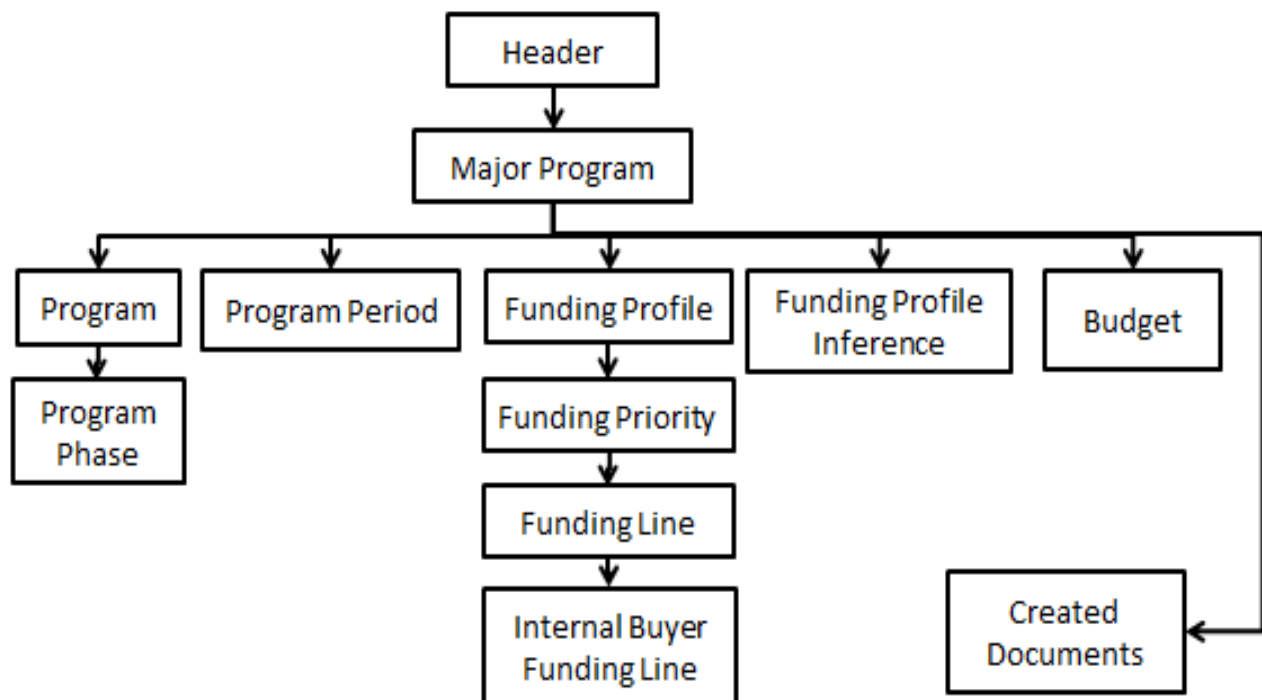 Header
Major Program
Program
Program Period
Funding Profile
Funding Profile
Inference
Budget
Program
Phase
Funding Priority
Funding Line
Internal Buyer
Funding Line
Created
Documents